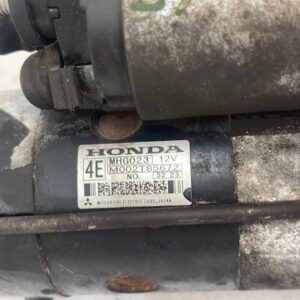 HONDA
4E MHG023 12V
M002T85672
NO. 52 23
MITSUBISHI ELECTRIC CORP. JAPAN